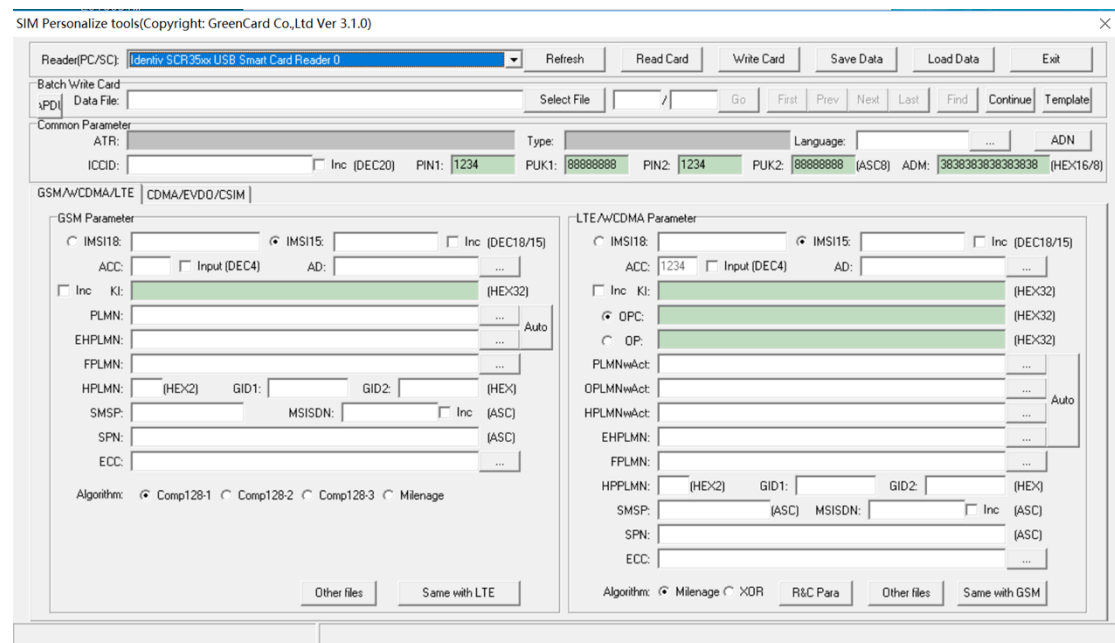 SIM Personalize tools(Copyright: GreenCard Co.,Ltd Ver 3.1.0)
Reader(PC/SC): Identiv SCR35xx USB Smart Card Reader 0 Refresh Read Card Write Card Save Data Load Data Exit
Batch Write Card
APDU Data File: Select File / Go First Prev Next Last Find Continue Template
Common Parameter
ATR: Type: Language: ... ADN
ICCID: Inc (DEC20) PIN1: 1234 PUK1: 88888888 PIN2: 1234 PUK2: 88888888 (ASC8) ADM: 3838383838383838 (HEX16/8)
GSM/WCDMA/LTE CDMA/EVDO/CSIM
GSM Parameter
IMSI18: IMSI15: Inc (DEC18/15)
ACC: Input (DEC4) AD: ...
Inc KI: (HEX32)
PLMN: ...
Auto
EHPLMN: ...
FPLMN: ...
HPLMN: (HEX2) GID1: GID2: (HEX)
SMSP: MSISDN: Inc (ASC)
SPN: (ASC)
ECC: ...
Algorithm: Comp128-1 Comp128-2 Comp128-3 Milenage
Other files Same with LTE
LTE/WCDMA Parameter
IMSI18: IMSI15: Inc (DEC18/15)
ACC: 1234 Input (DEC4) AD: ...
Inc KI: (HEX32)
OPC: (HEX32)
OP: (HEX32)
PLMNwAct: ...
OPLMNwAct: ...
Auto
HPLMNwAct: ...
EHPLMN: ...
FPLMN: ...
HPPLMN: (HEX2) GID1: GID2: (HEX)
SMSP: (ASC) MSISDN: Inc (ASC)
SPN: (ASC)
ECC: ...
Algorithm: Milenage XOR R&C Para Other files Same with GSM